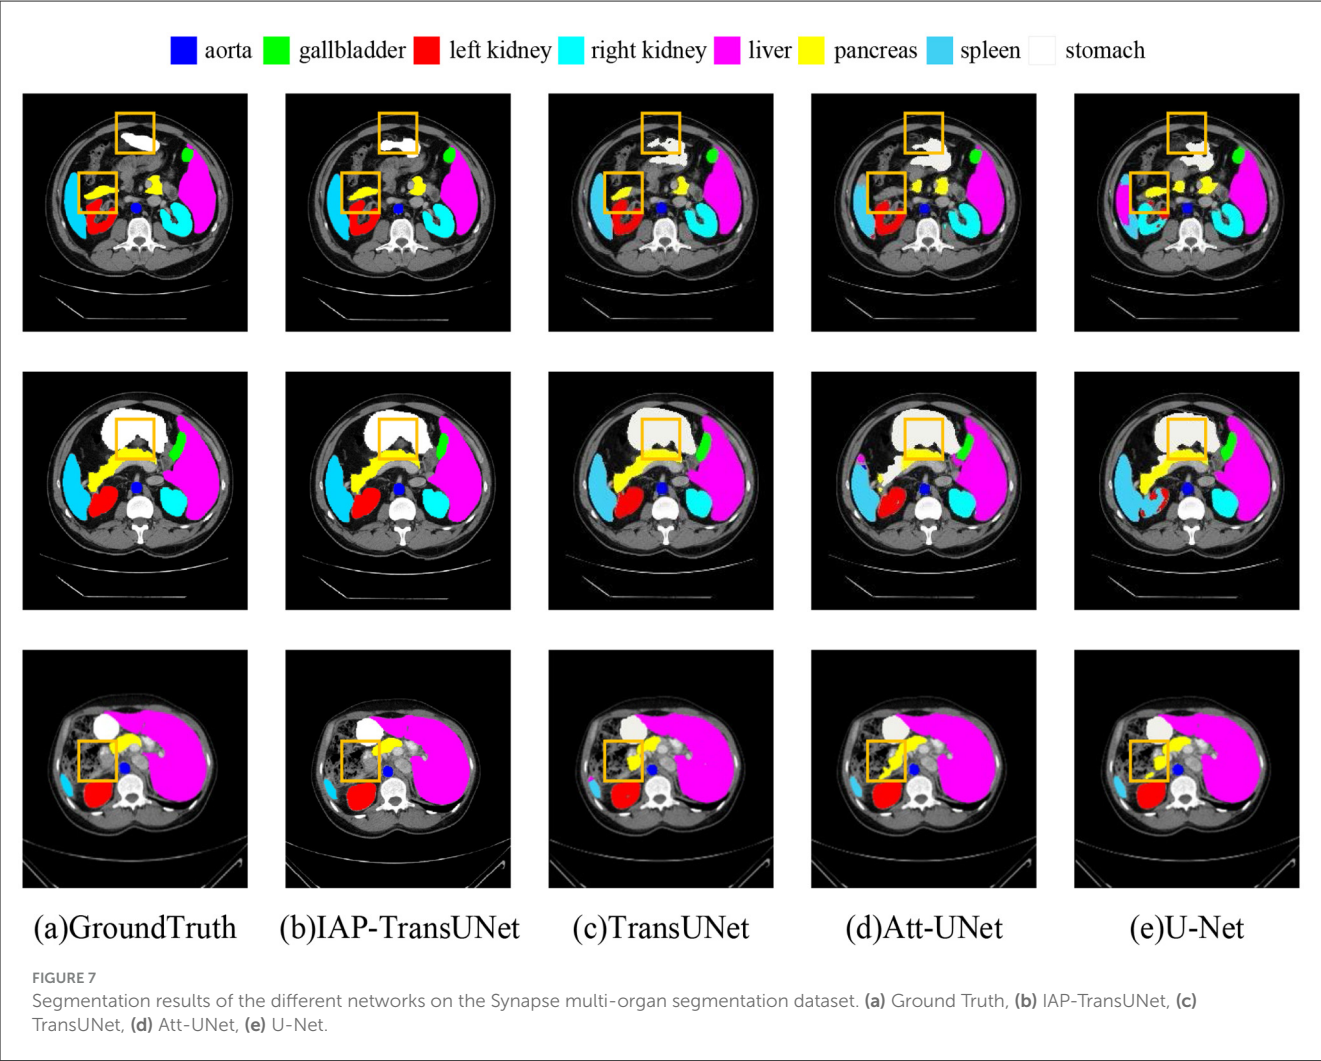 aorta gallbladder left kidney right kidney liver pancreas spleen stomach
(a)GroundTruth (b)IAP-TransUNet (c)TransUNet (d)Att-UNet (e)U-Net
FIGURE 7
Segmentation results of the different networks on the Synapse multi-organ segmentation dataset. (a) Ground Truth, (b) IAP-TransUNet, (c)
TransUNet, (d) Att-UNet, (e) U-Net.